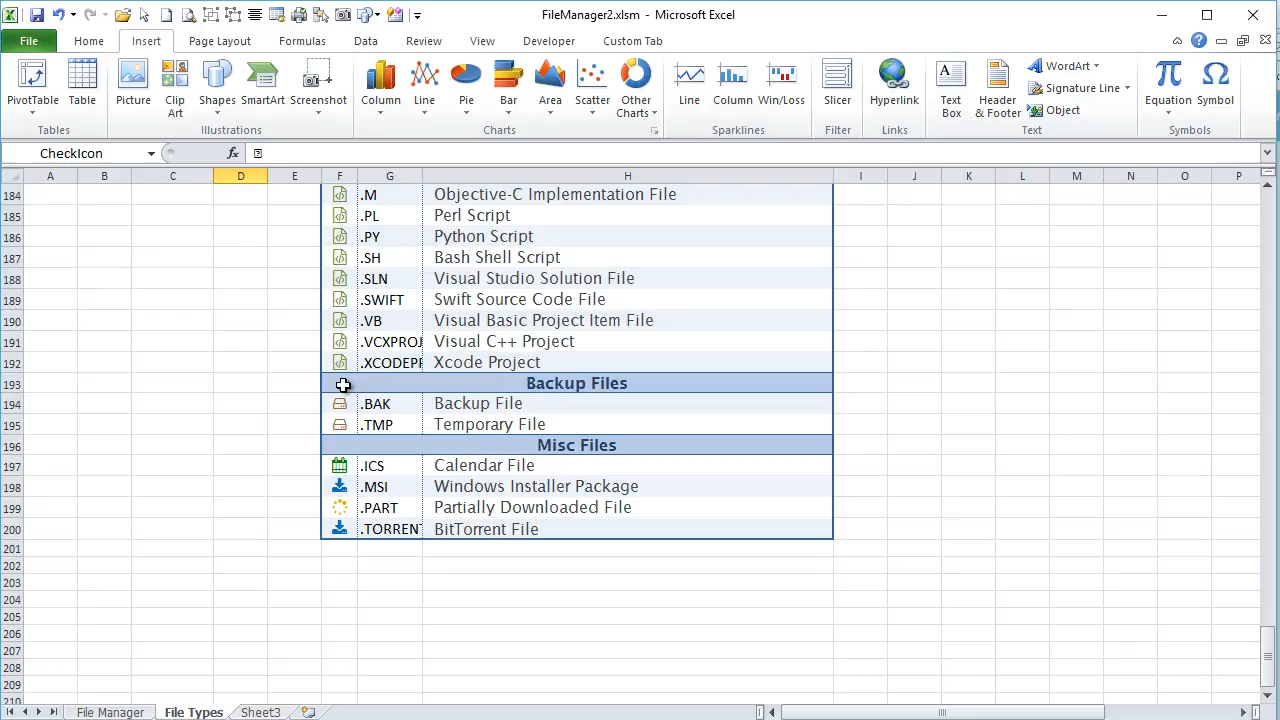 FileManager2.xlsm - Microsoft Excel
File Home Insert Page Layout Formulas Data Review View Developer Custom Tab
PivotTable Table Picture Clip Art Shapes SmartArt Screenshot Column Line Pie Bar Area Scatter Other Charts Line Column Win/Loss Slicer Hyperlink Text Box Header & Footer WordArt Signature Line Object Equation Symbol
Tables Illustrations Charts Sparklines Filter Links Text Symbols
CheckIcon fx
A B C D E F G H I J K L M N O P
184 .M Objective-C Implementation File
185 .PL Perl Script
186 .PY Python Script
187 .SH Bash Shell Script
188 .SLN Visual Studio Solution File
189 .SWIFT Swift Source Code File
190 .VB Visual Basic Project Item File
191 .VCXPROJ Visual C++ Project
192 .XCODEPR Xcode Project
193 Backup Files
194 .BAK Backup File
195 .TMP Temporary File
196 Misc Files
197 .ICS Calendar File
198 .MSI Windows Installer Package
199 .PART Partially Downloaded File
200 .TORRENT BitTorrent File
201
202
203
204
205
206
207
208
209
210
File Manager File Types Sheet3